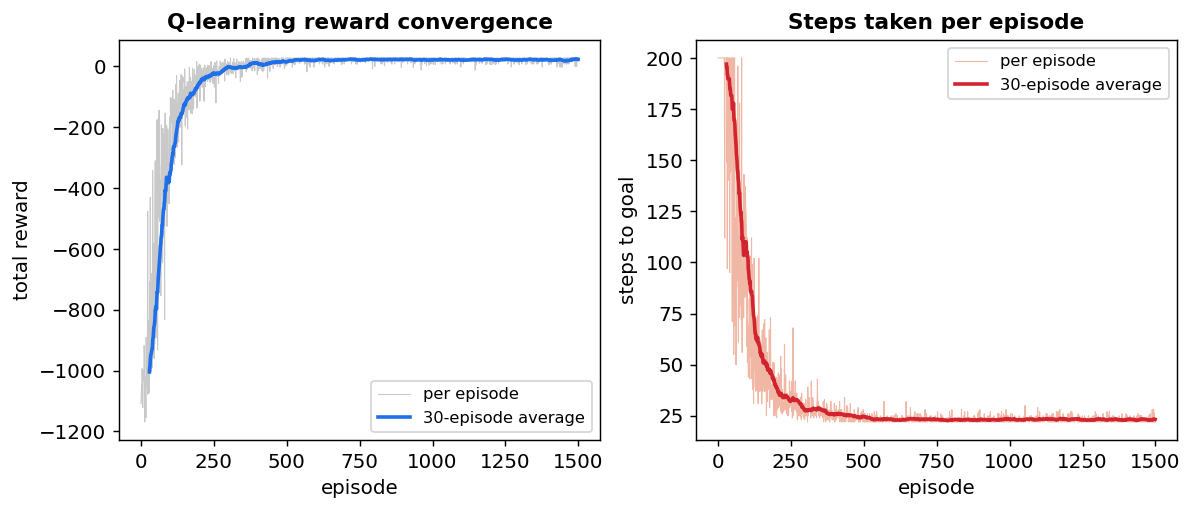 Q-learning reward convergence
total reward
0
−200
−400
−600
−800
−1000
−1200
per episode
30-episode average
0 250 500 750 1000 1250 1500
episode
Steps taken per episode
steps to goal
200
175
150
125
100
75
50
25
per episode
30-episode average
0 250 500 750 1000 1250 1500
episode